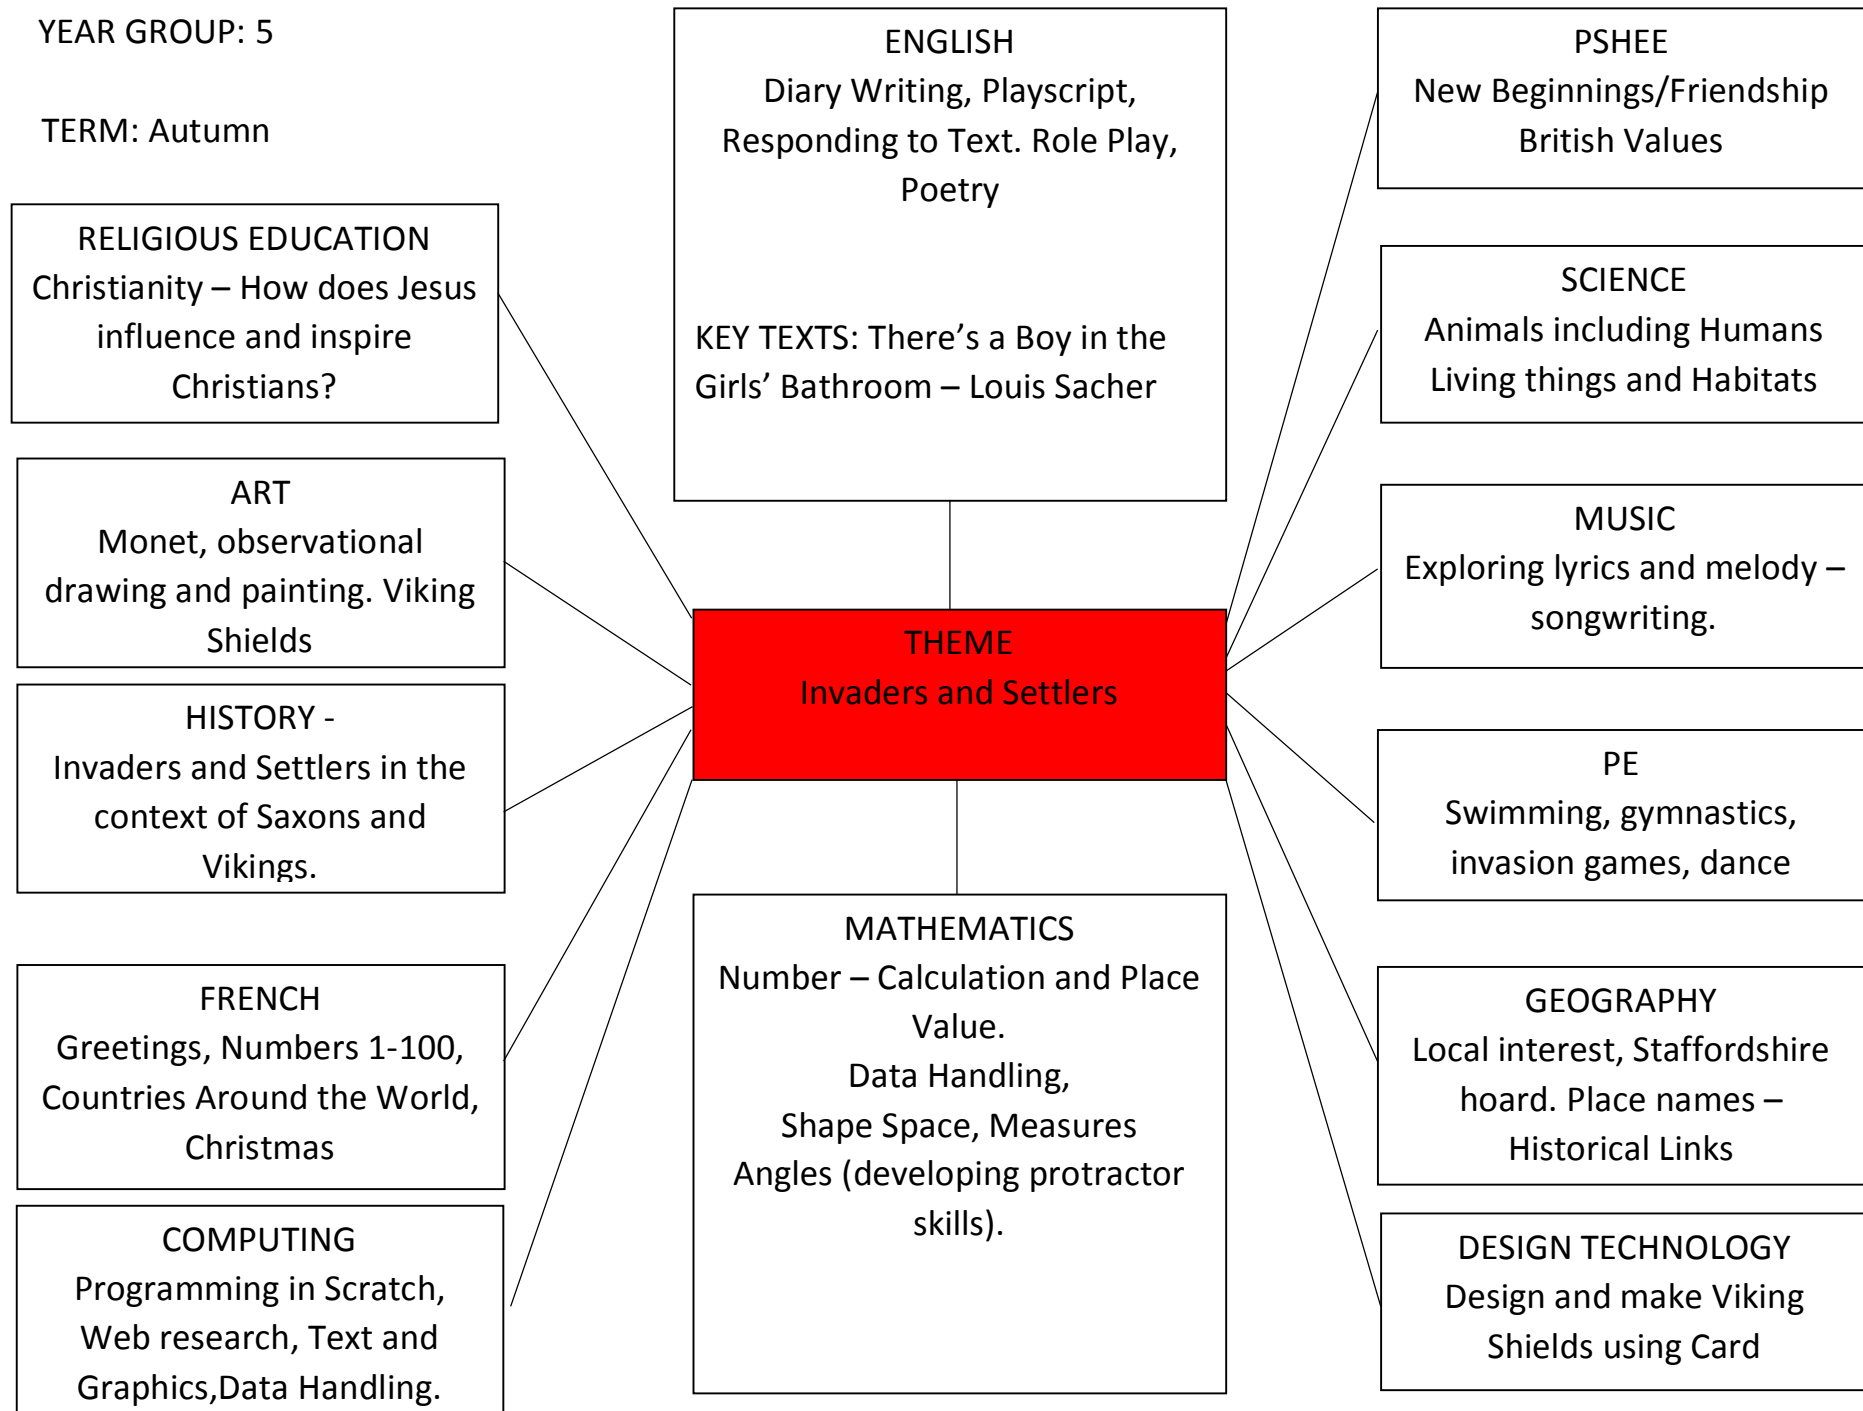 YEAR GROUP: 5
TERM: Autumn
RELIGIOUS EDUCATION
Christianity – How does Jesus
influence and inspire
Christians?
ART
Monet, observational
drawing and painting. Viking
Shields
HISTORY -
Invaders and Settlers in the
context of Saxons and
Vikings.
FRENCH
Greetings, Numbers 1-100,
Countries Around the World,
Christmas
COMPUTING
Programming in Scratch,
Web research, Text and
Graphics,Data Handling.
ENGLISH
Diary Writing, Playscript,
Responding to Text. Role Play,
Poetry
KEY TEXTS: There’s a Boy in the
Girls’ Bathroom – Louis Sacher
THEME
Invaders and Settlers
MATHEMATICS
Number – Calculation and Place
Value.
Data Handling,
Shape Space, Measures
Angles (developing protractor
skills).
PSHEE
New Beginnings/Friendship
British Values
SCIENCE
Animals including Humans
Living things and Habitats
MUSIC
Exploring lyrics and melody –
songwriting.
PE
Swimming, gymnastics,
invasion games, dance
GEOGRAPHY
Local interest, Staffordshire
hoard. Place names –
Historical Links
DESIGN TECHNOLOGY
Design and make Viking
Shields using Card